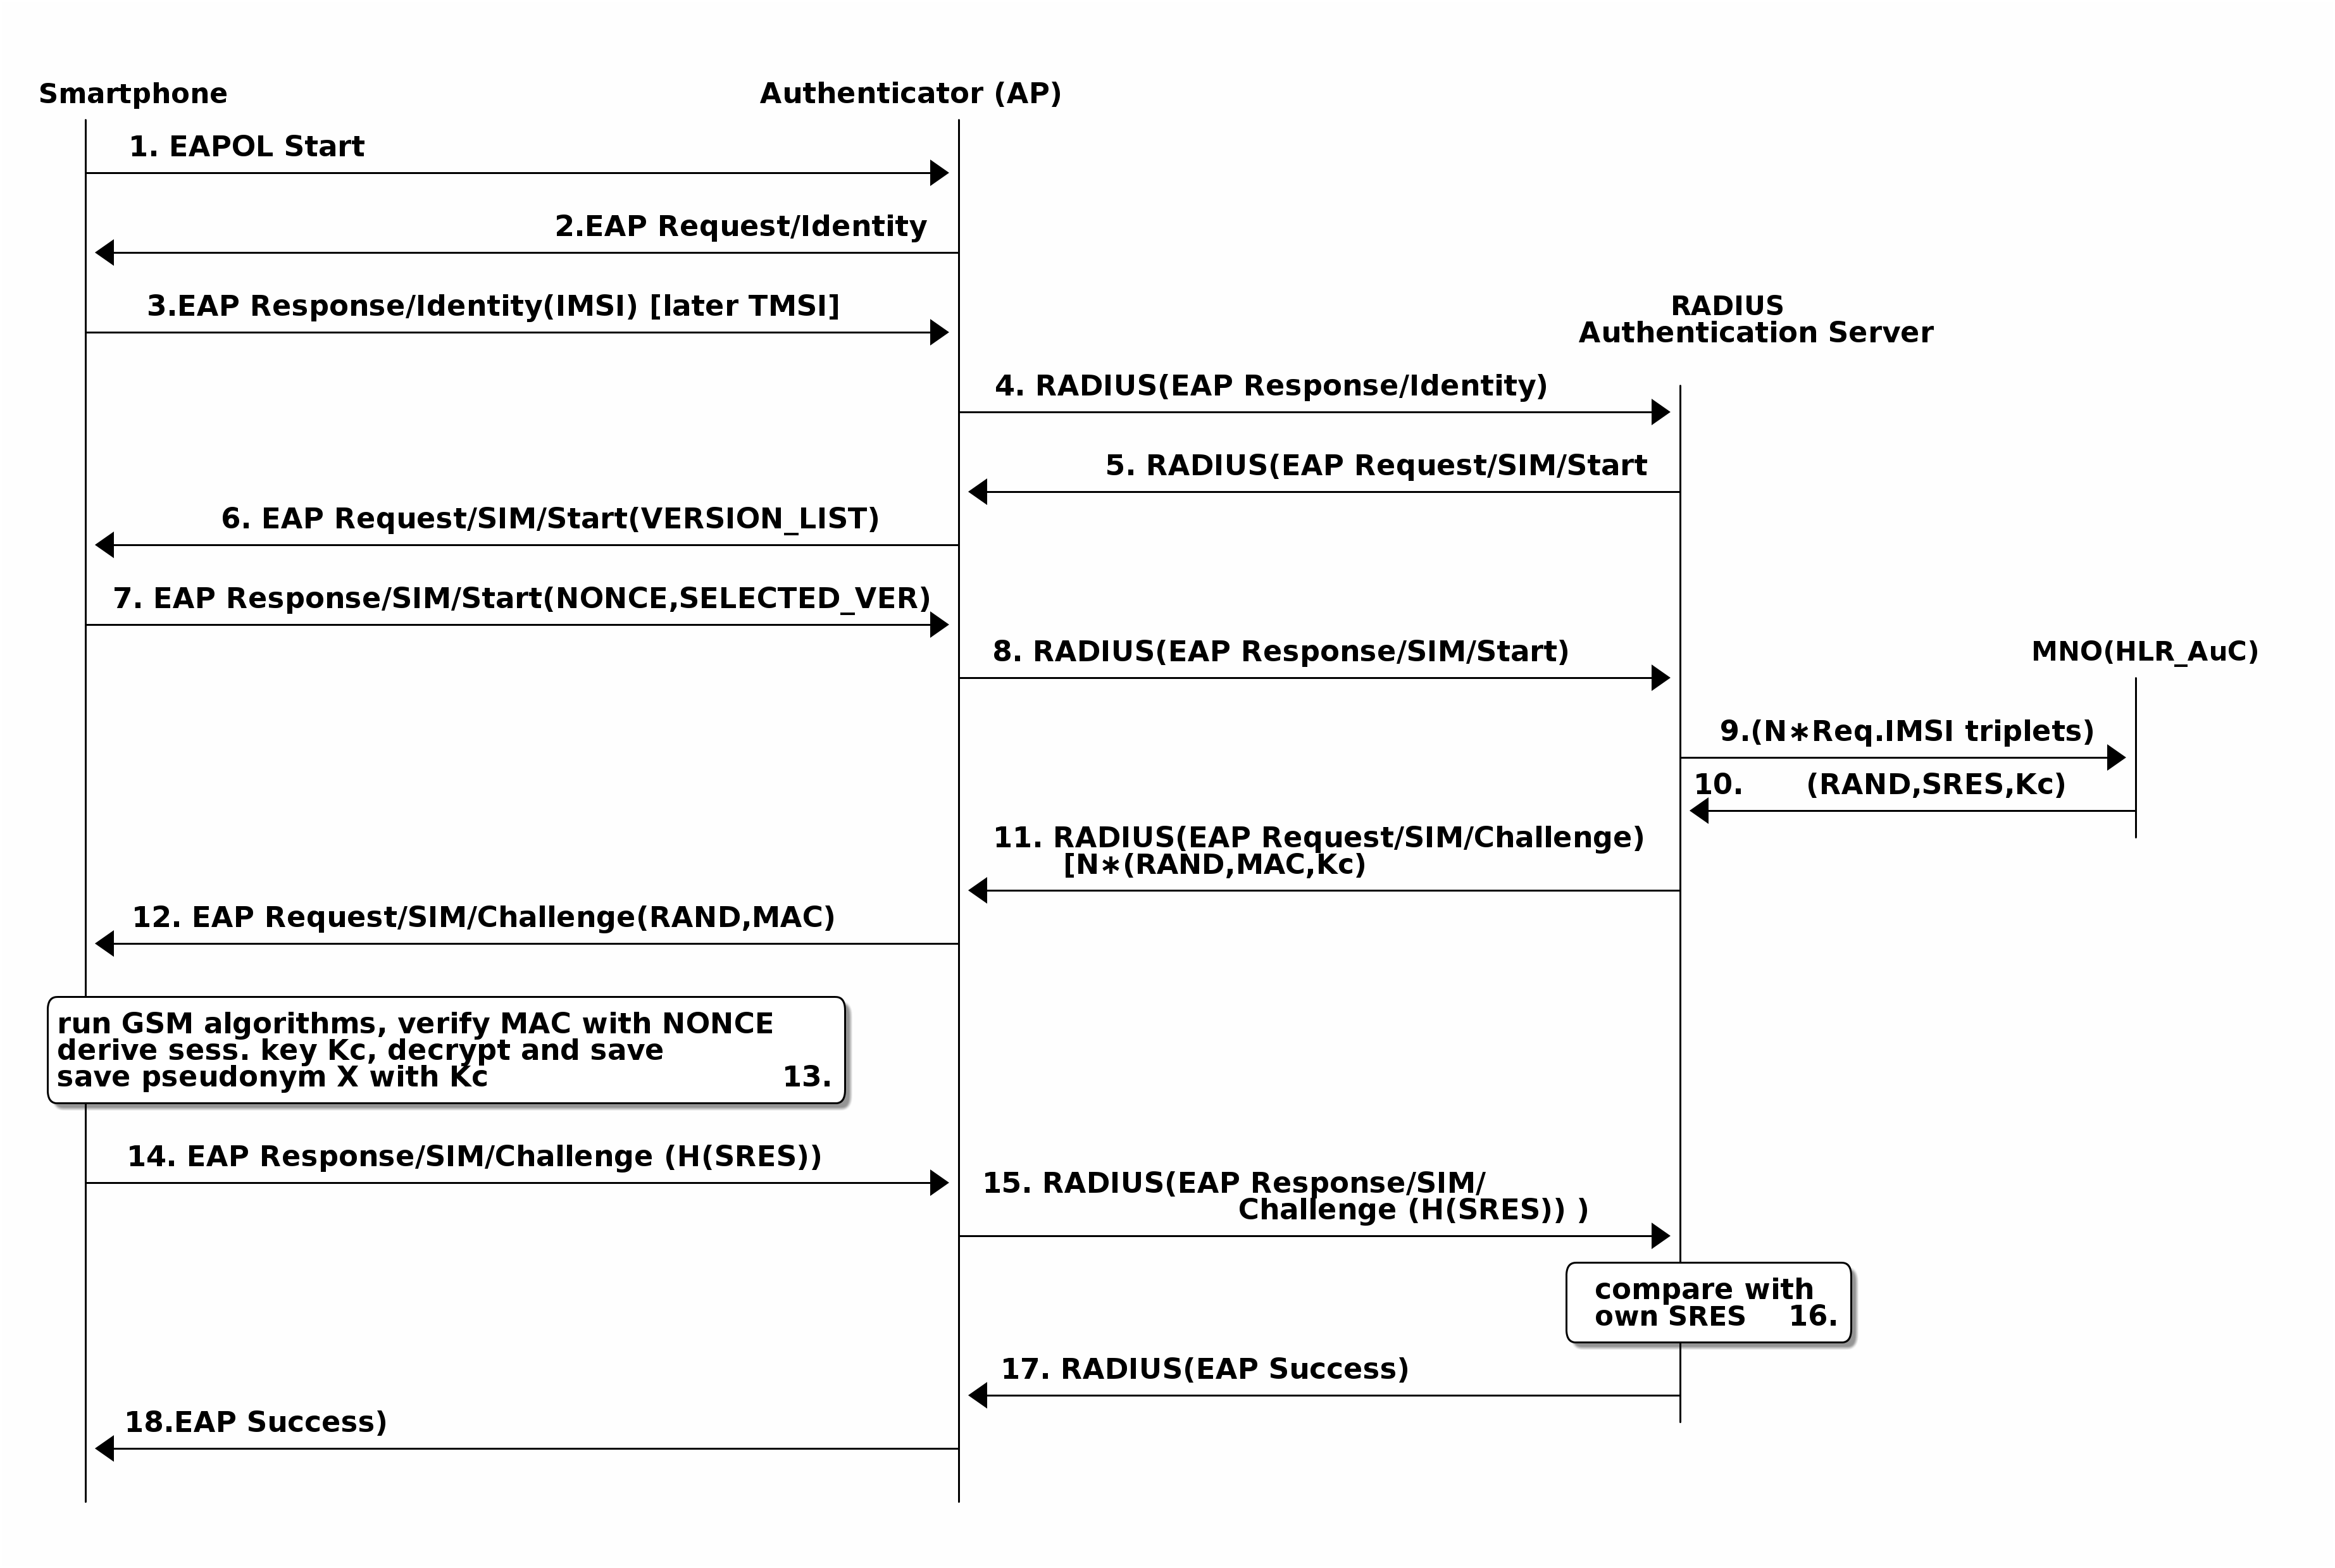 Smartphone
Authenticator (AP)
1. EAPOL Start
2.EAP Request/Identity
3.EAP Response/Identity(IMSI) [later TMSI]
RADIUS
Authentication Server
4. RADIUS(EAP Response/Identity)
5. RADIUS(EAP Request/SIM/Start
6. EAP Request/SIM/Start(VERSION_LIST)
7. EAP Response/SIM/Start(NONCE,SELECTED_VER)
8. RADIUS(EAP Response/SIM/Start)
MNO(HLR_AuC)
9.(N∗Req.IMSI triplets)
10. (RAND,SRES,Kc)
11. RADIUS(EAP Request/SIM/Challenge)
[N∗(RAND,MAC,Kc)
12. EAP Request/SIM/Challenge(RAND,MAC)
run GSM algorithms, verify MAC with NONCE
derive sess. key Kc, decrypt and save
save pseudonym X with Kc 13.
14. EAP Response/SIM/Challenge (H(SRES))
15. RADIUS(EAP Response/SIM/
Challenge (H(SRES)) )
compare with
own SRES 16.
17. RADIUS(EAP Success)
18.EAP Success)